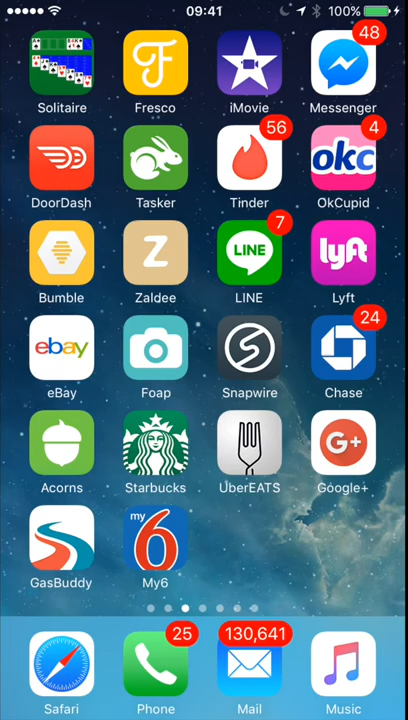 09:41
100%
48
Solitaire
Fresco
iMovie
Messenger
56
4
okc
DoorDash
Tasker
Tinder
OkCupid
7
Z
LINE
lyft
Bumble
Zaldee
LINE
Lyft
24
ebay
eBay
Foap
Snapwire
Chase
G+
Acorns
Starbucks
UberEATS
Google+
my
6
GasBuddy
My6
25
130,641
Safari
Phone
Mail
Music